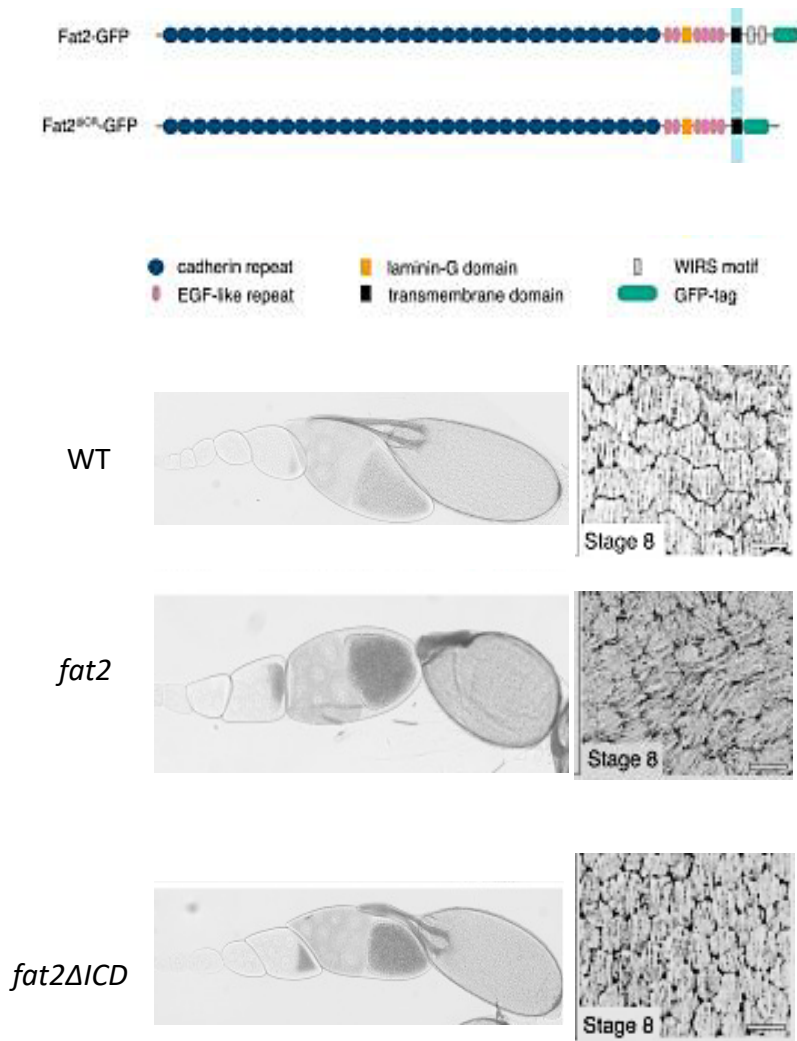 Fat2-GFP
-GFP
cadherin repeat
laminin-G domain
WIRS motif
EGF-like repeat
transmembrane domain
GFP-tag
WT
Stage 8
fat2
Stage 8
fat2ΔICD
Stage 8